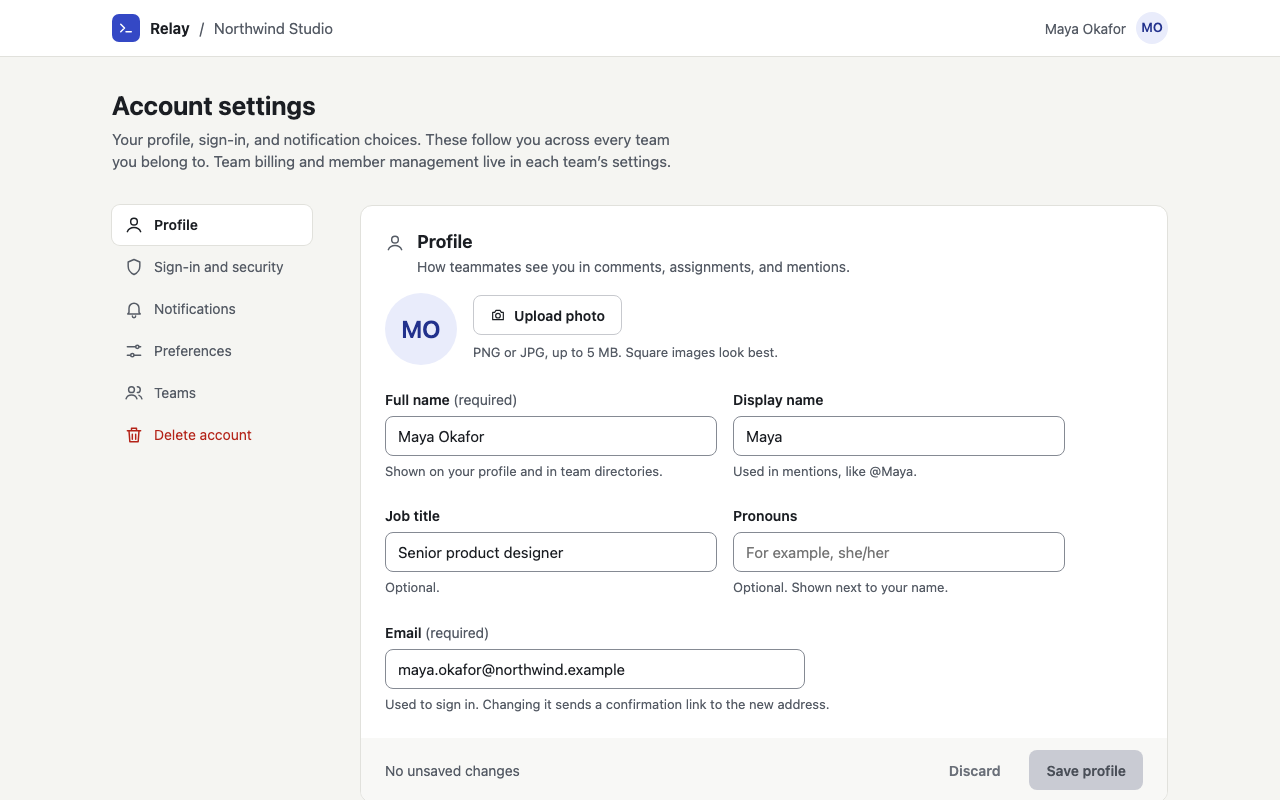 Relay / Northwind Studio
Maya Okafor MO
Account settings
Your profile, sign-in, and notification choices. These follow you across every team
you belong to. Team billing and member management live in each team’s settings.
Profile
Sign-in and security
Notifications
Preferences
Teams
Delete account
Profile
How teammates see you in comments, assignments, and mentions.
MO
Upload photo
PNG or JPG, up to 5 MB. Square images look best.
Full name (required)
Maya Okafor
Shown on your profile and in team directories.
Display name
Maya
Used in mentions, like @Maya.
Job title
Senior product designer
Optional.
Pronouns
For example, she/her
Optional. Shown next to your name.
Email (required)
maya.okafor@northwind.example
Used to sign in. Changing it sends a confirmation link to the new address.
No unsaved changes
Discard
Save profile